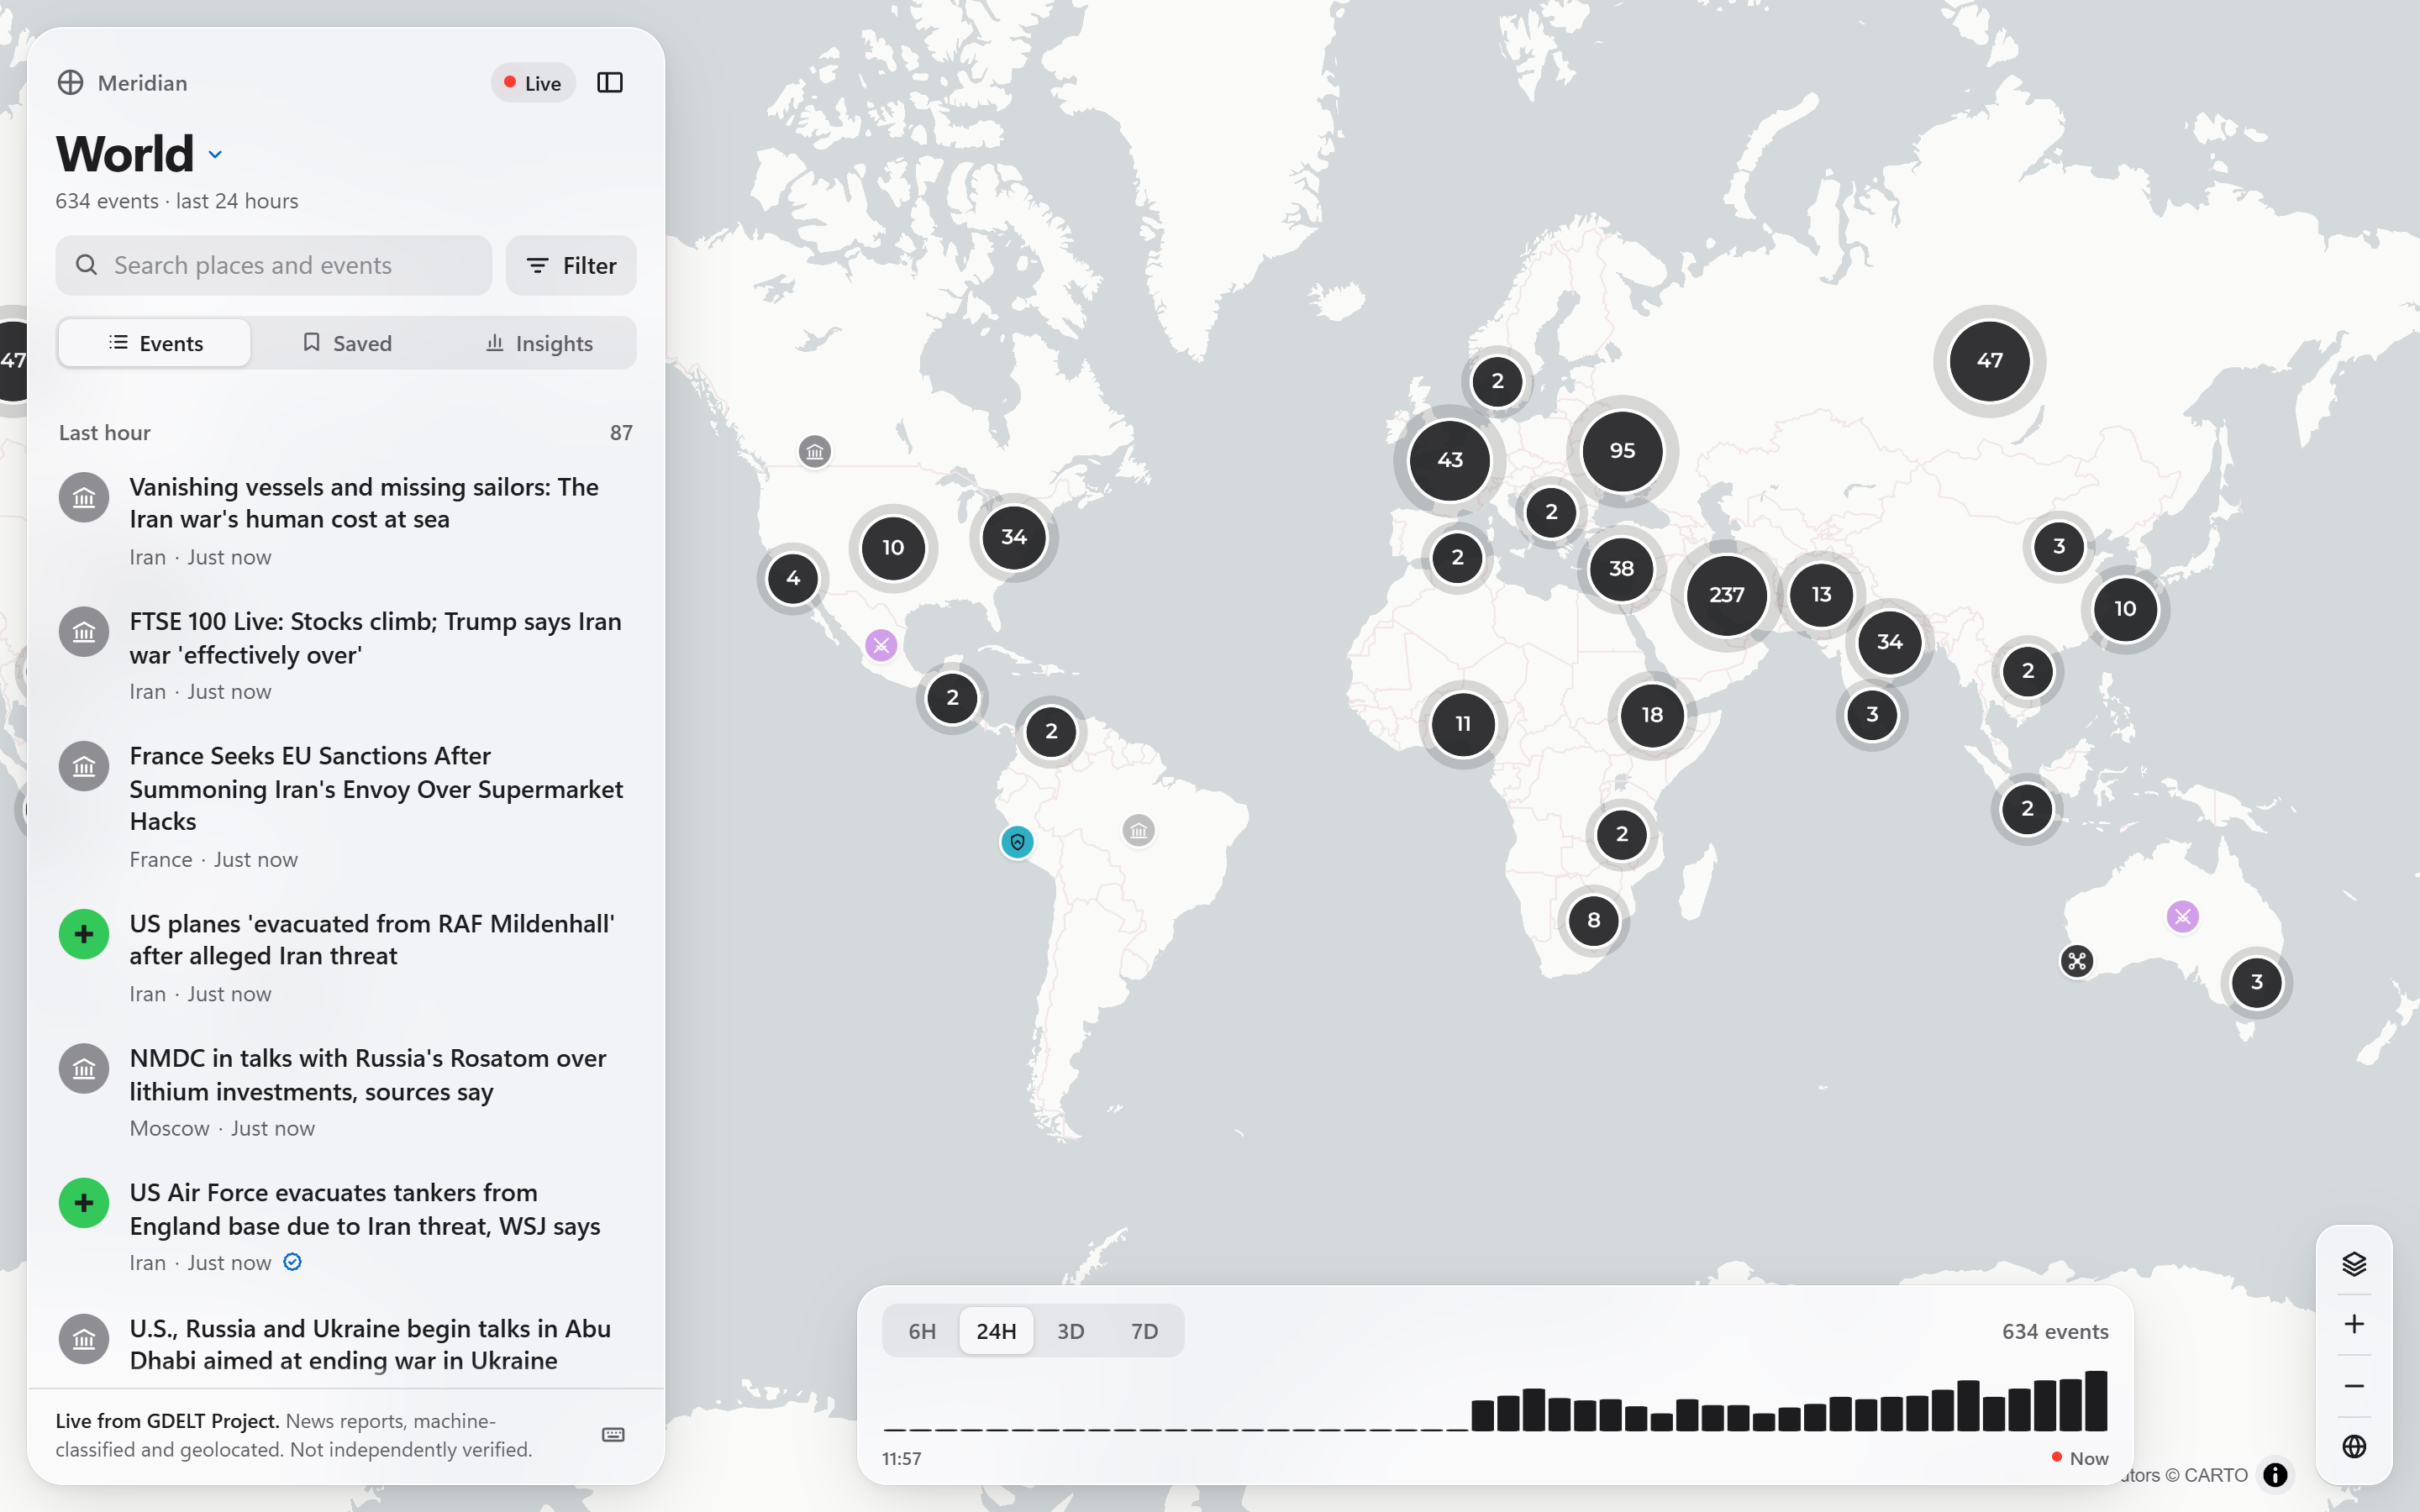 Meridian
Live
World
634 events · last 24 hours
Search places and events
Filter
Events
Saved
Insights
Last hour
87
Vanishing vessels and missing sailors: The
Iran war's human cost at sea
Iran · Just now
FTSE 100 Live: Stocks climb; Trump says Iran
war 'effectively over'
Iran · Just now
France Seeks EU Sanctions After
Summoning Iran's Envoy Over Supermarket
Hacks
France · Just now
US planes 'evacuated from RAF Mildenhall'
after alleged Iran threat
Iran · Just now
NMDC in talks with Russia's Rosatom over
lithium investments, sources say
Moscow · Just now
US Air Force evacuates tankers from
England base due to Iran threat, WSJ says
Iran · Just now
U.S., Russia and Ukraine begin talks in Abu
Dhabi aimed at ending war in Ukraine
Live from GDELT Project. News reports, machine-
classified and geolocated. Not independently verified.
47
47
2
43
95
2
10
34
4
2
38
237
13
3
10
34
2
2
2
11
18
3
2
2
8
3
6H
24H
3D
7D
634 events
11:57
Now
© CARTO